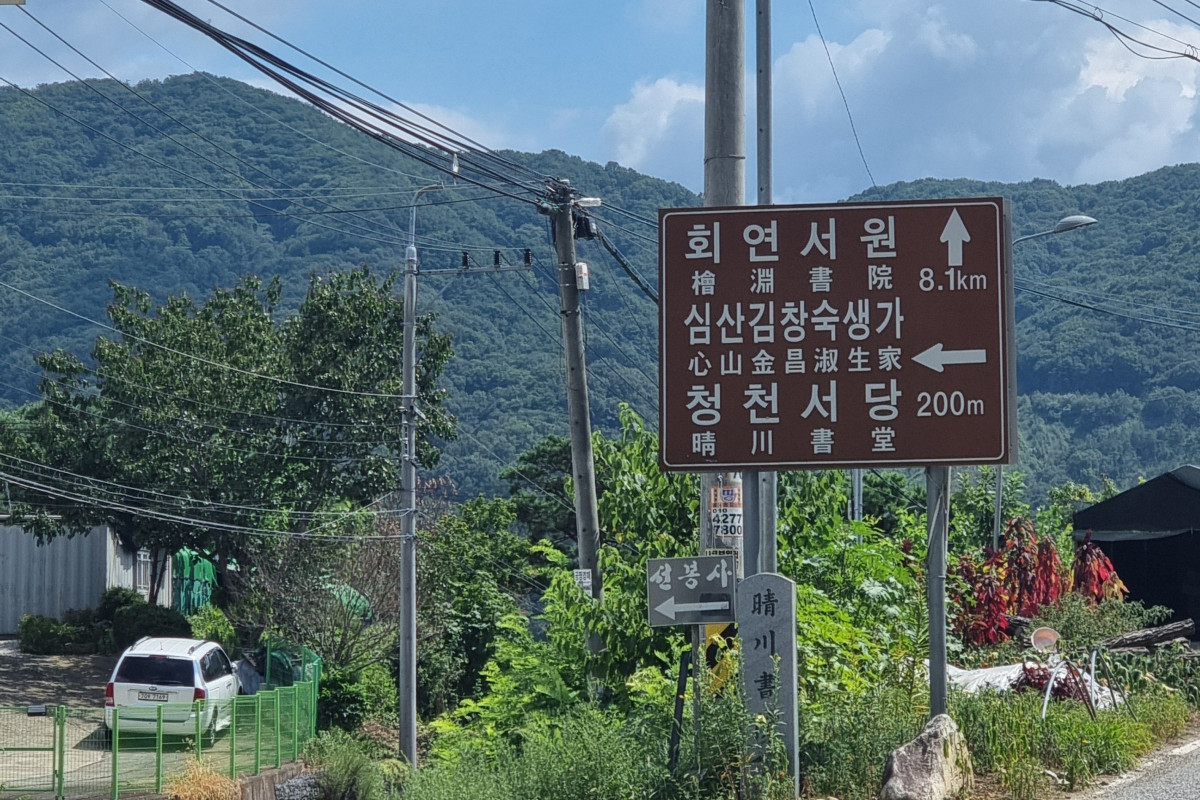 회연서원
檜淵書院
8.1km
심산김창숙생가
心山金昌淑生家
청천서당
200m
晴川書堂
4277
7800
선봉사
晴川書